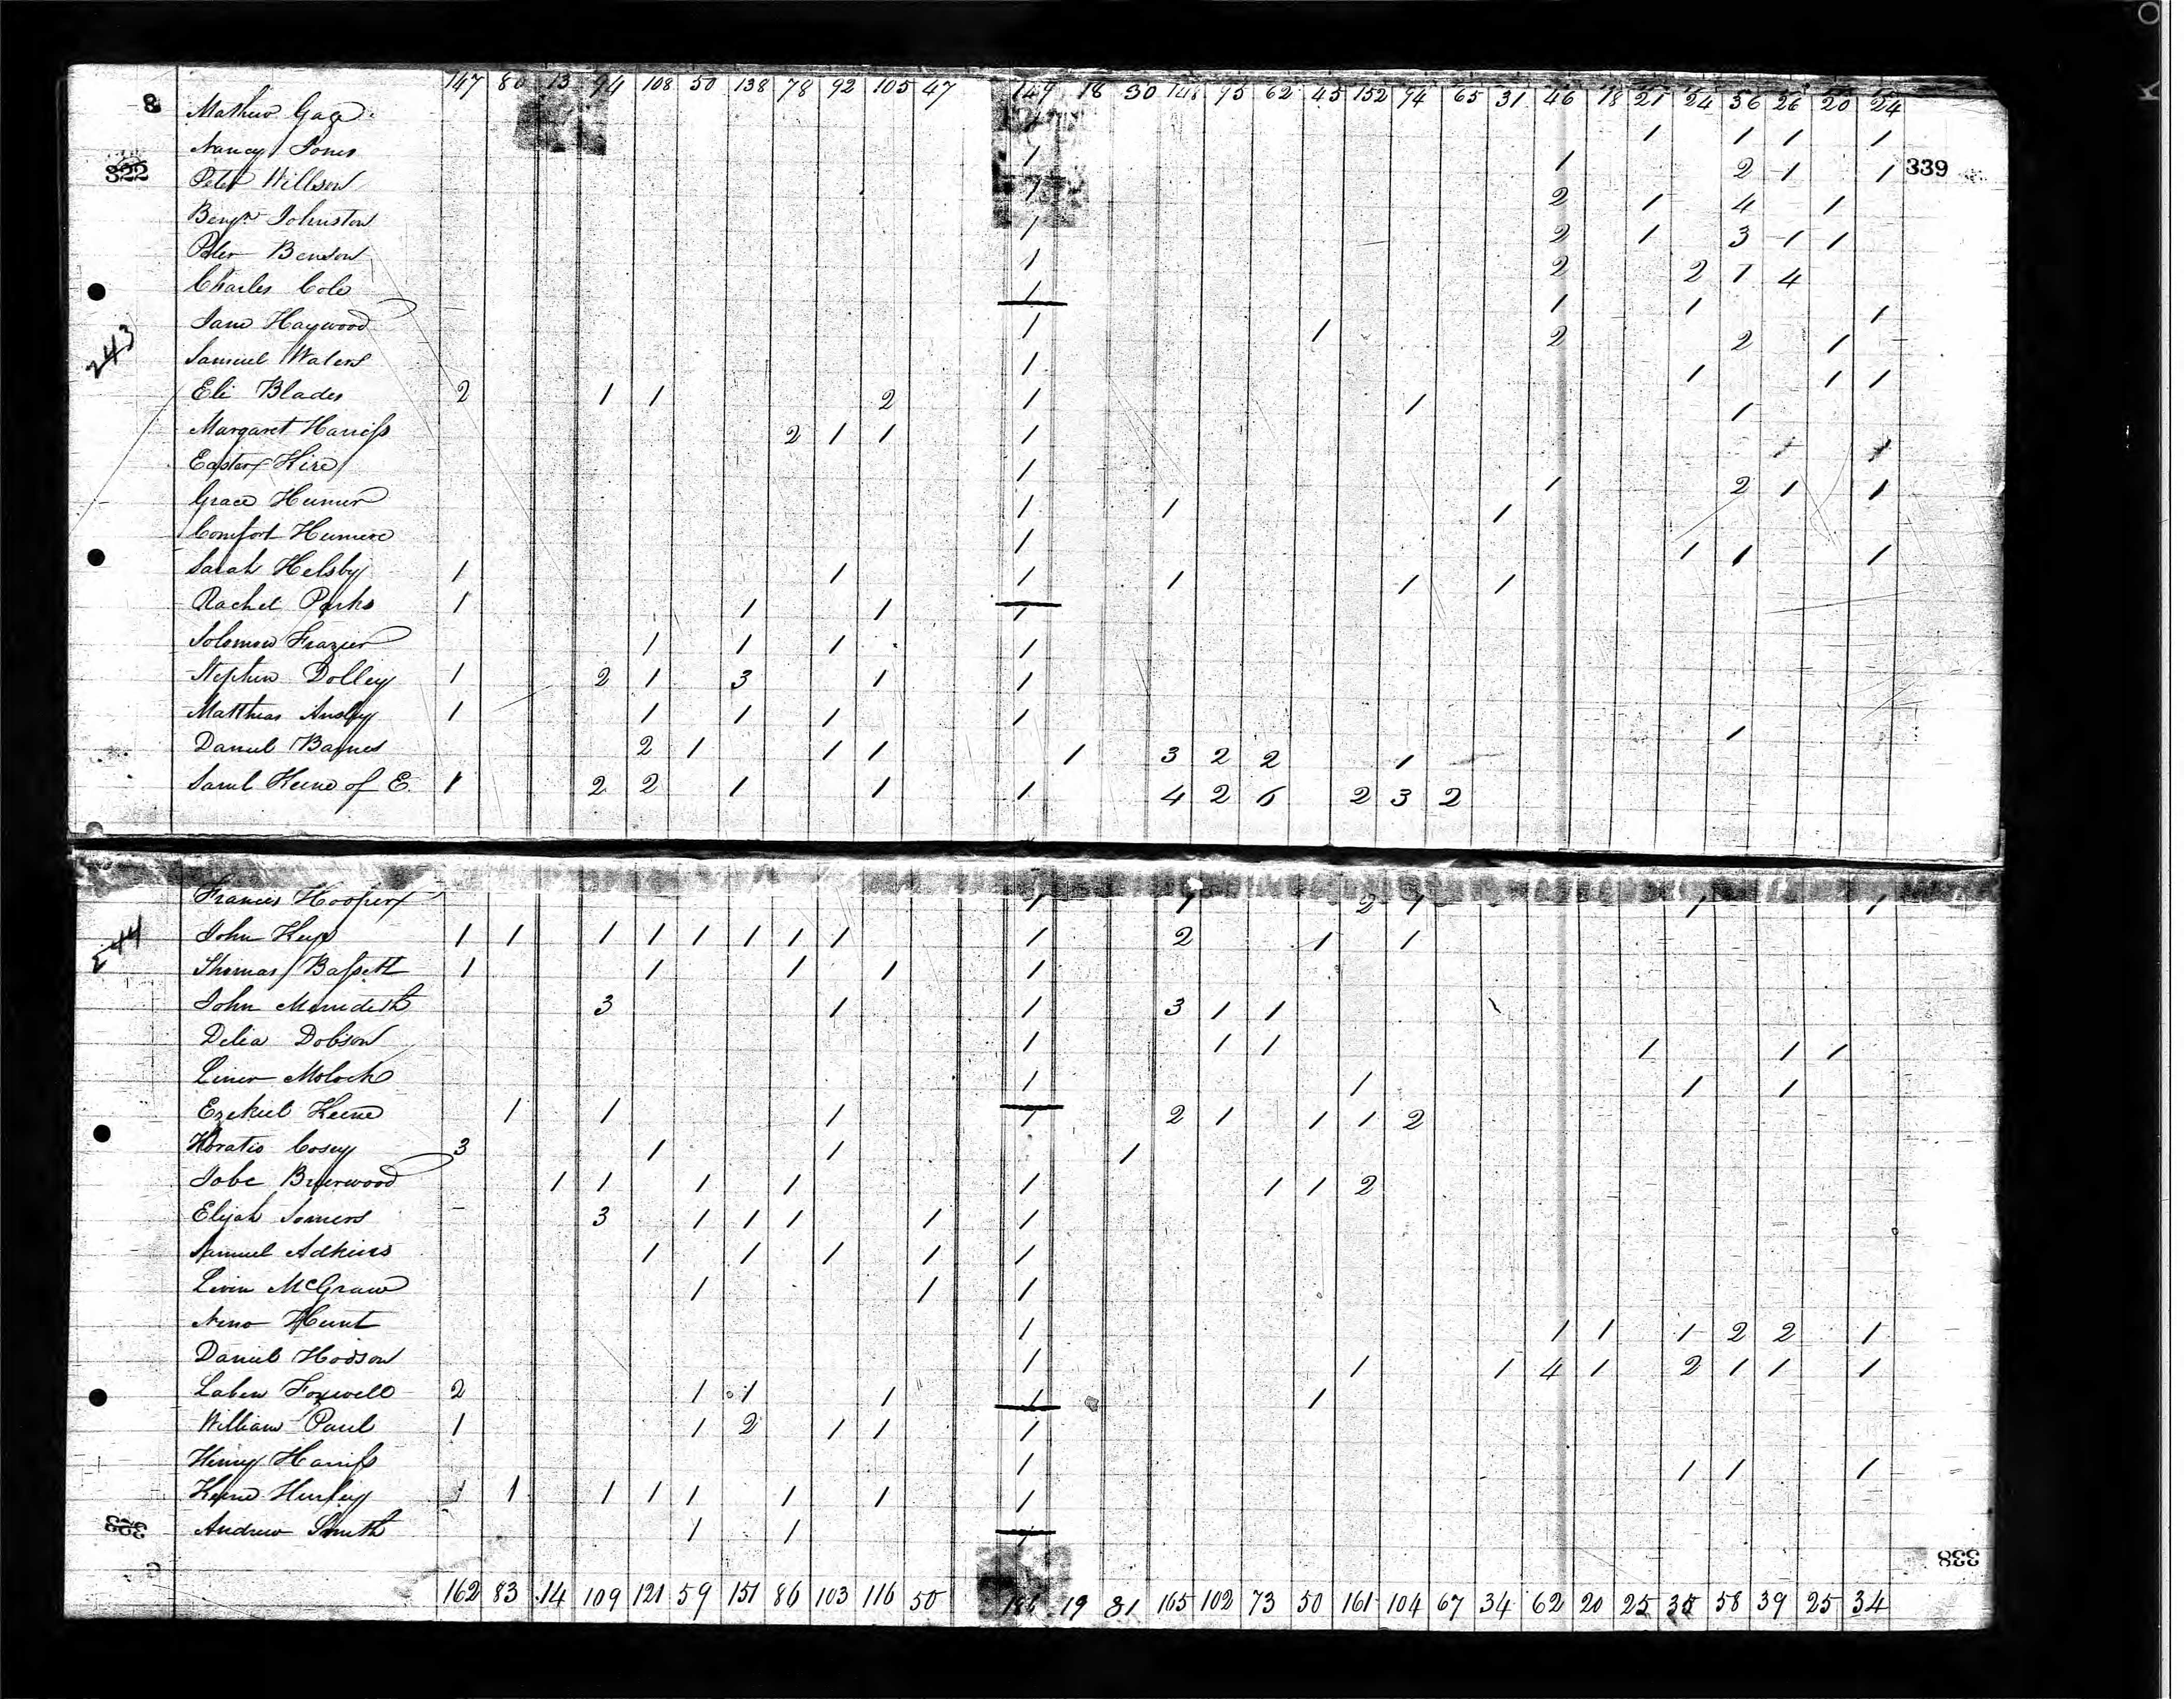 147 80 13 94 108 50 138 78 92 105 47 149 18 30 148 95 62 45 152 94 65 31 46 18 21 24 36 26 20 24
8 Mathew 1 1 1 1
Nancy Jones 1 1 2 1 1
322 Peter Willson 1 2 1 4 1 339
Benjn Johnston 1 2 1 3 1 1
Peter Benson 1 2 2 1 4
Charles Cole 1 1 1 1
243 Jane Haywood 1 1 2 2 1
Samuel Waters 1 1 1 1
Eli Blades 2 1 1 2 1 1 1
Margaret Harriss 2 1 1 1 1 1
Easter Hire 1 1 2 1 1
Grace 1 1 1
Comfort 1 1 1 1
Sarah Helsby 1 1 1 1 1 1
Rachel Parks 1 1 1 1
Solomon Frazier 1 1 1 1
Stephen Dolley 1 2 1 3 1 1
Matthias 1 1 1 1 1 1
Daniel Barnes 2 1 1 1 1 3 2 2 1
Saml Keene of E. 1 2 2 1 1 1 4 2 6 2 3 2
Francis Hooper 1 1 2 1 1 1
244 John 1 1 1 1 1 1 1 1 1 2 1 1
Thomas Bassett 1 1 1 1 1
John Meredith 3 1 1 3 1 1
Delia Dobson 1 1 1 1 1 1
Moloch 1 1 1 1
Ezekiel Keene 1 1 1 1 2 1 1 1 2
Horatio Cosey 3 1 1 1
Jobe Brerwood 1 1 1 1 1 1 1 2
Elijah Somers 3 1 1 1 1 1
Samuel Adkins 1 1 1 1 1
Levin McGraw 1 1 1
Nero Hunt 1 1 1 1 2 2 1
Daniel Hodson 1 1 1 4 1 2 1 1 1
Laben Foxwell 2 1 1 1 1 1
William Paul 1 1 2 1 1 1
Henry Harriss 1 1 1 1
Keene Hurley 1 1 1 1 1 1 1 1
323 Andrew Smith 1 1 1
338
162 83 14 109 121 59 151 86 103 116 50 19 31 165 102 73 50 161 104 67 34 62 20 25 35 58 39 25 34